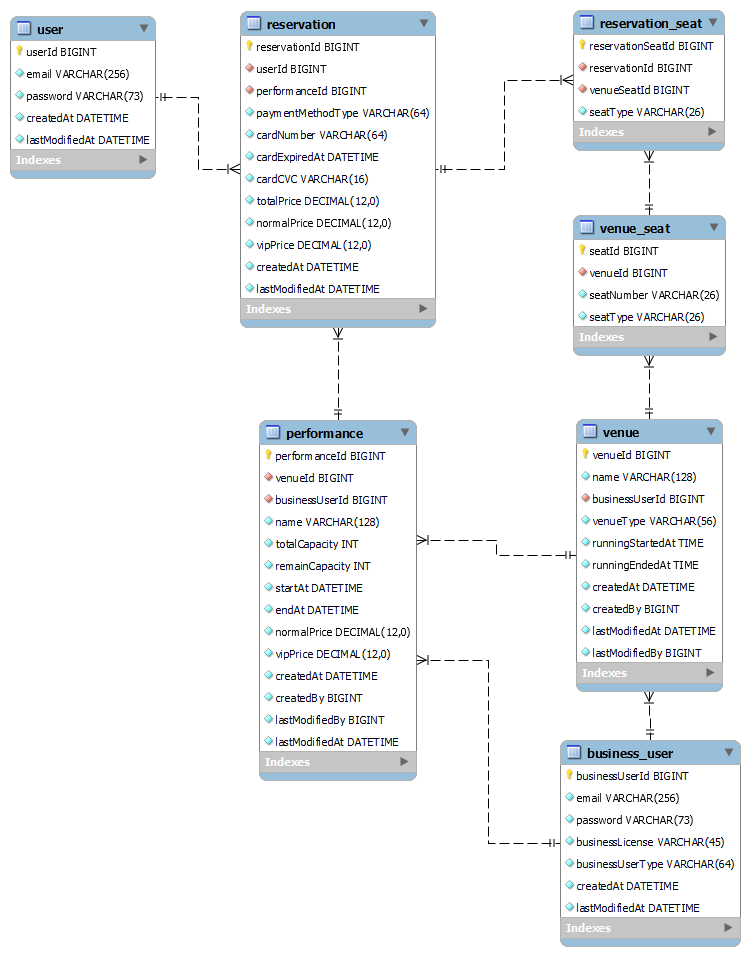 user
userId BIGINT
email VARCHAR(256)
password VARCHAR(73)
createdAt DATETIME
lastModifiedAt DATETIME
Indexes
reservation
reservationId BIGINT
userId BIGINT
performanceId BIGINT
paymentMethodType VARCHAR(64)
cardNumber VARCHAR(64)
cardExpiredAt DATETIME
cardCVC VARCHAR(16)
totalPrice DECIMAL(12,0)
normalPrice DECIMAL(12,0)
vipPrice DECIMAL(12,0)
createdAt DATETIME
lastModifiedAt DATETIME
Indexes
reservation_seat
reservationSeatId BIGINT
reservationId BIGINT
venueSeatId BIGINT
seatType VARCHAR(26)
Indexes
venue_seat
seatId BIGINT
venueId BIGINT
seatNumber VARCHAR(26)
seatType VARCHAR(26)
Indexes
performance
performanceId BIGINT
venueId BIGINT
businessUserId BIGINT
name VARCHAR(128)
totalCapacity INT
remainCapacity INT
startAt DATETIME
endAt DATETIME
normalPrice DECIMAL(12,0)
vipPrice DECIMAL(12,0)
createdAt DATETIME
createdBy BIGINT
lastModifiedBy BIGINT
lastModifiedAt DATETIME
Indexes
venue
venueId BIGINT
name VARCHAR(128)
businessUserId BIGINT
venueType VARCHAR(56)
runningStartedAt TIME
runningEndedAt TIME
createdAt DATETIME
createdBy BIGINT
lastModifiedAt DATETIME
lastModifiedBy BIGINT
Indexes
business_user
businessUserId BIGINT
email VARCHAR(256)
password VARCHAR(73)
businessLicense VARCHAR(45)
businessUserType VARCHAR(64)
createdAt DATETIME
lastModifiedAt DATETIME
Indexes